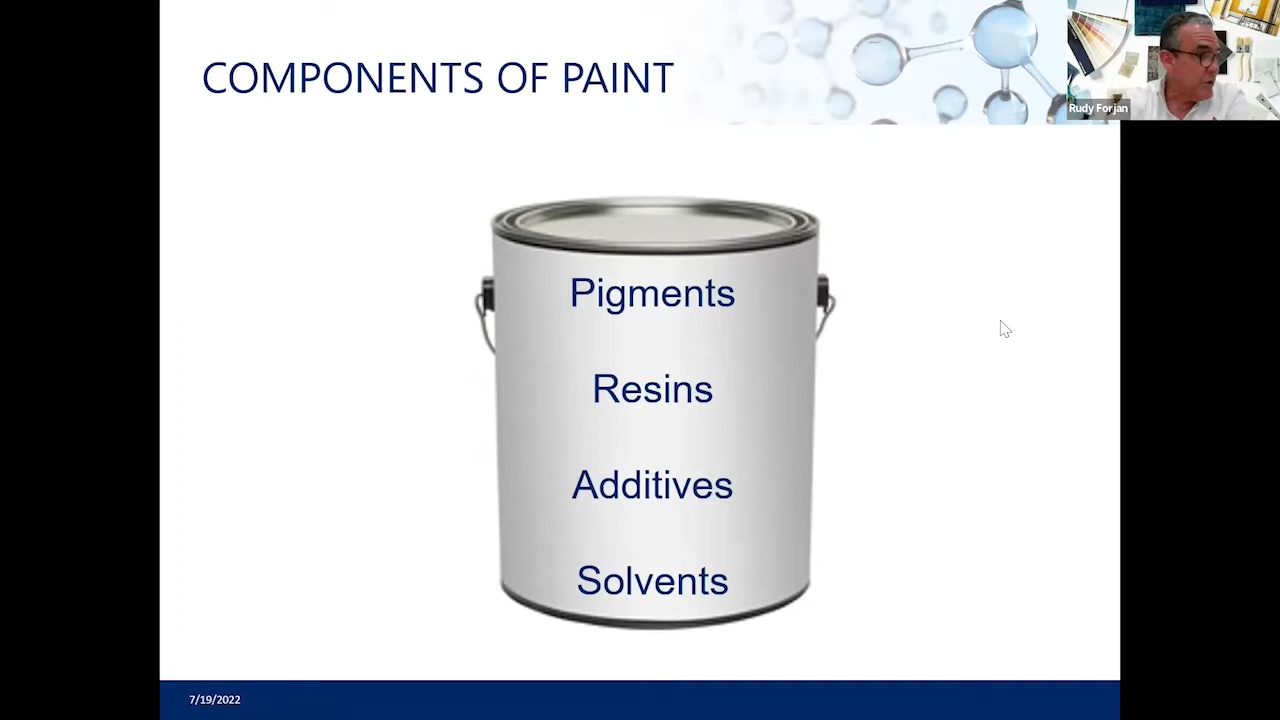 COMPONENTS OF PAINT
Rudy Forjan
Pigments
Resins
Additives
Solvents
7/19/2022